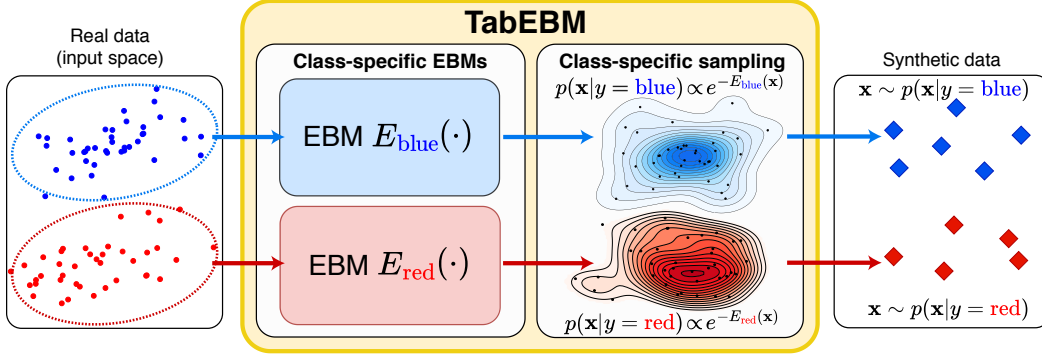 TabEBM
Real data
(input space)
Class-specific EBMs
EBM E_blue(·)
EBM E_red(·)
Class-specific sampling
p(x|y = blue) ∝ e^{-E_blue(x)}
p(x|y = red) ∝ e^{-E_red(x)}
Synthetic data
x ∼ p(x|y = blue)
x ∼ p(x|y = red)